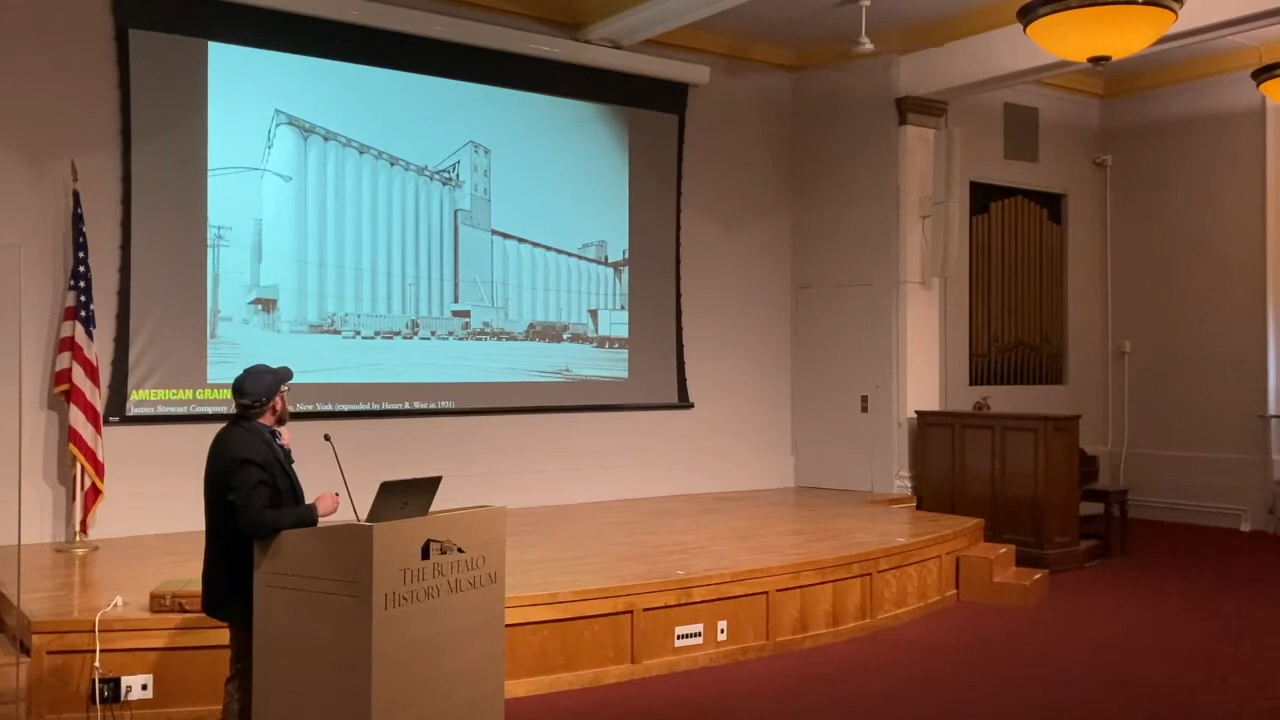 AMERICAN GRAIN
James Stewart Company / New York (expanded by Henry R. Wait in 1931)
THE BUFFALO
HISTORY MUSEUM